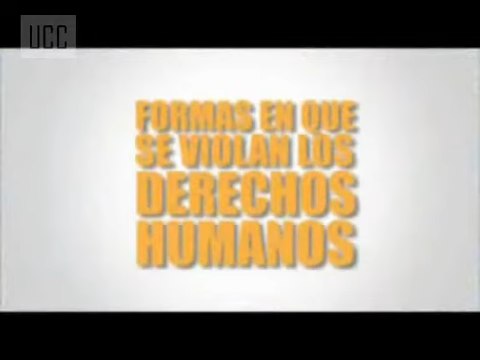 UCC
FORMAS EN QUE
SE VIOLAN LOS
DERECHOS
HUMANOS